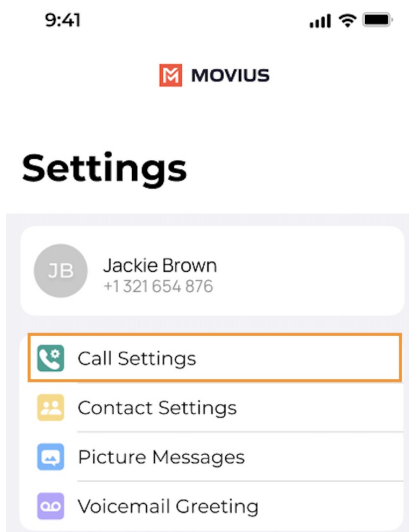 9:41
MOVIUS
Settings
JB
Jackie Brown
+1 321 654 876
Call Settings
Contact Settings
Picture Messages
Voicemail Greeting